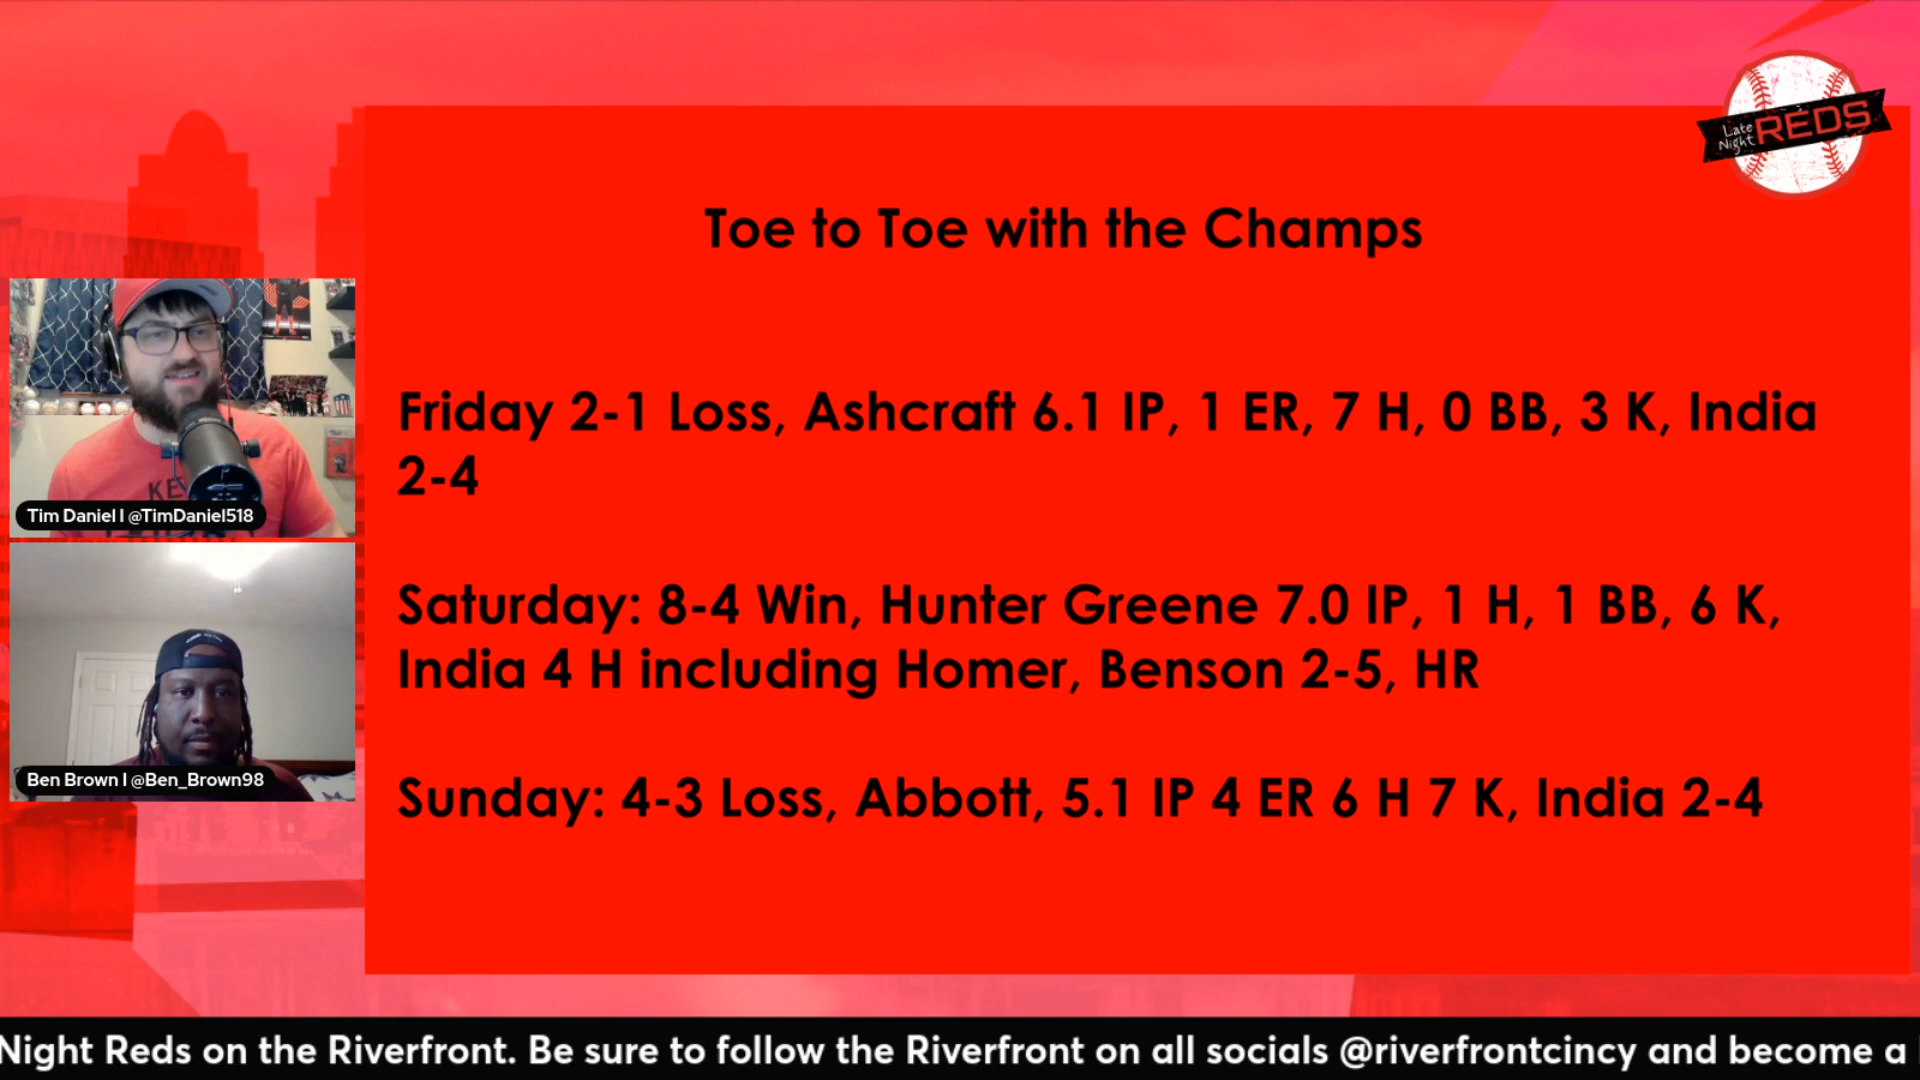 Late
Night
REDS
Toe to Toe with the Champs
Friday 2-1 Loss, Ashcraft 6.1 IP, 1 ER, 7 H, 0 BB, 3 K, India
2-4
Saturday: 8-4 Win, Hunter Greene 7.0 IP, 1 H, 1 BB, 6 K,
India 4 H including Homer, Benson 2-5, HR
Sunday: 4-3 Loss, Abbott, 5.1 IP 4 ER 6 H 7 K, India 2-4
KE
Tim Daniel I @TimDaniel518
Ben Brown I @Ben_Brown98
Night Reds on the Riverfront. Be sure to follow the Riverfront on all socials @riverfrontcincy and become a